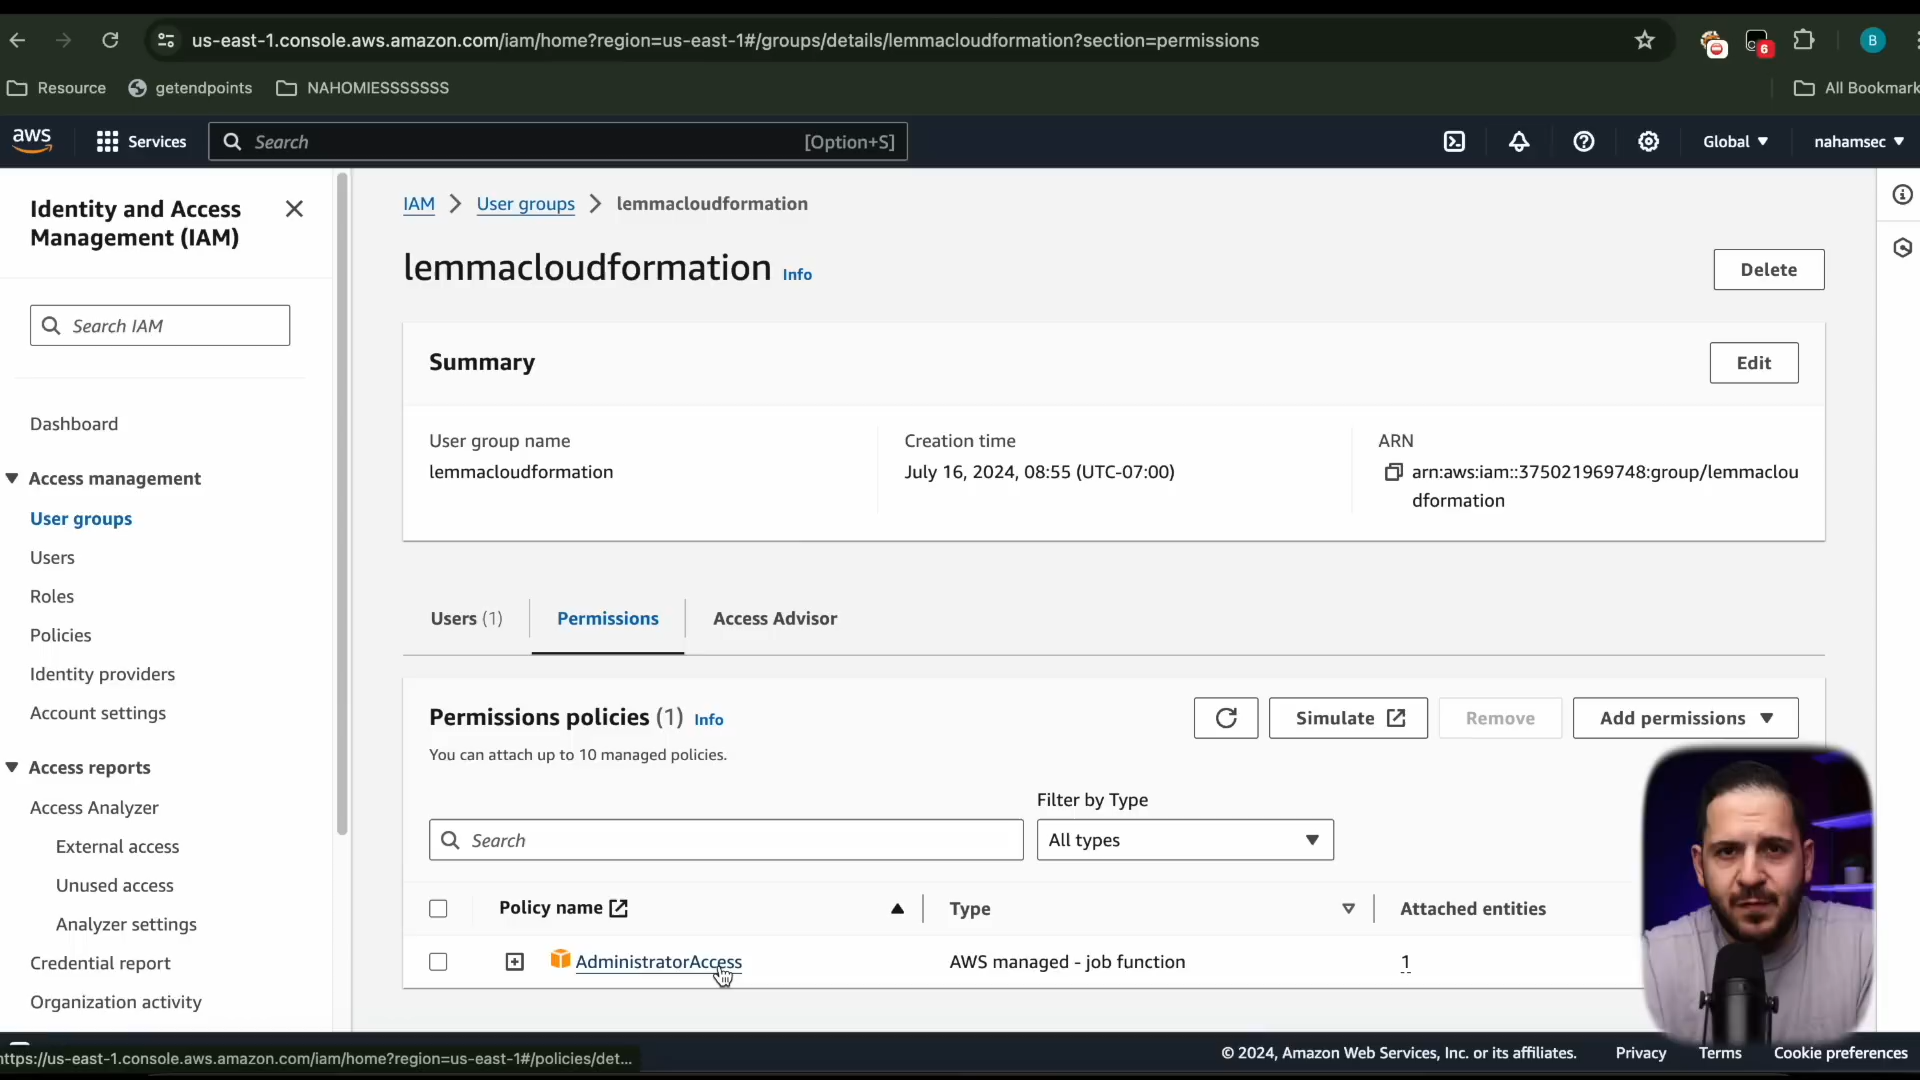 us-east-1.console.aws.amazon.com/iam/home?region=us-east-1#/groups/details/lemmacloudformation?section=permissions
6
B
Resource
getendpoints
NAHOMIESSSSSSS
All Bookmark
aws
Services
Search
[Option+S]
Global
nahamsec
Identity and Access
Management (IAM)
Search IAM
Dashboard
Access management
User groups
Users
Roles
Policies
Identity providers
Account settings
Access reports
Access Analyzer
External access
Unused access
Analyzer settings
Credential report
Organization activity
IAM > User groups > lemmacloudformation
lemmacloudformation Info
Delete
Summary
Edit
User group name
lemmacloudformation
Creation time
July 16, 2024, 08:55 (UTC-07:00)
ARN
arn:aws:iam::375021969748:group/lemmaclou
dformation
Users (1)
Permissions
Access Advisor
Permissions policies (1) Info
You can attach up to 10 managed policies.
Simulate
Remove
Add permissions
Filter by Type
Search
All types
Policy name
Type
Attached entities
AdministratorAccess
AWS managed - job function
1
ttps://us-east-1.console.aws.amazon.com/iam/home?region=us-east-1#/policies/det...
© 2024, Amazon Web Services, Inc. or its affiliates.
Privacy
Terms
Cookie preferences